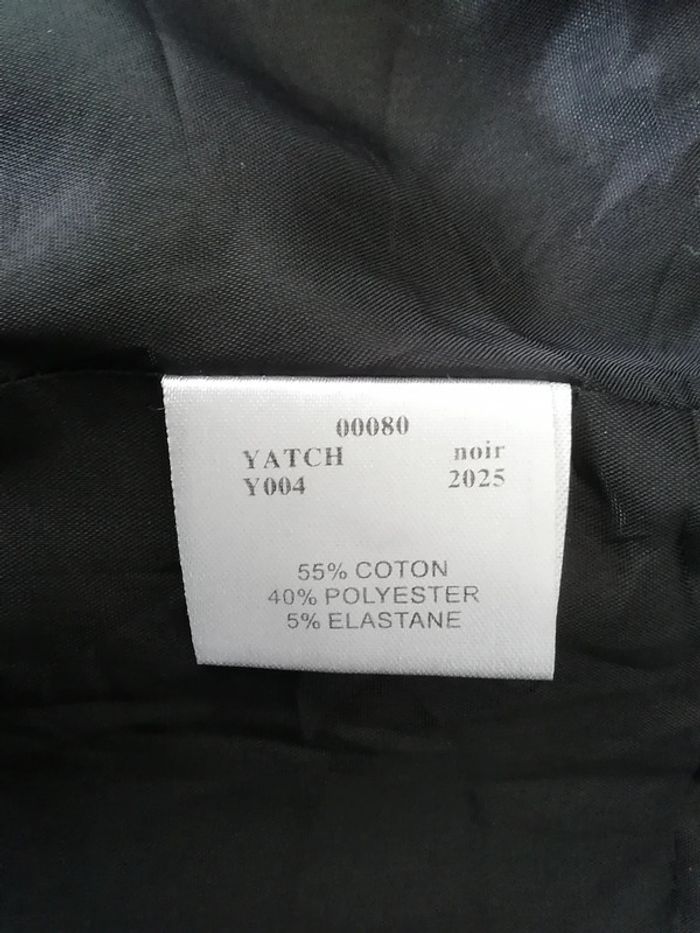 00080
YATCH noir
Y004 2025
55% COTON
40% POLYESTER
5% ELASTANE